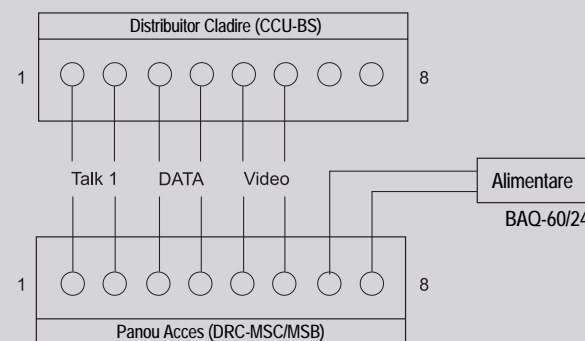 Distribuitor Cladire (CCU-BS)
1 8
Talk 1 DATA Video
Alimentare
BAQ-60/24
1 8
Panou Acces (DRC-MSC/MSB)